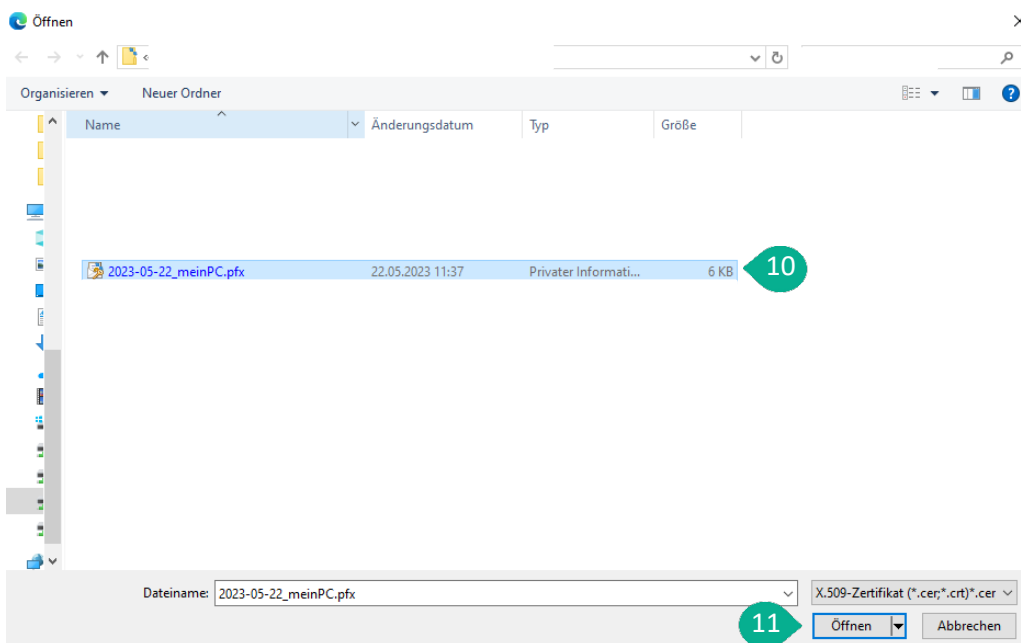 Öffnen
Organisieren Neuer Ordner ?
Name Änderungsdatum Typ Größe
2023-05-22_meinPC.pfx 22.05.2023 11:37 Privater Informati... 6 KB 10
Dateiname: 2023-05-22_meinPC.pfx X.509-Zertifikat (*.cer;*.crt)*.cer
11 Öffnen Abbrechen